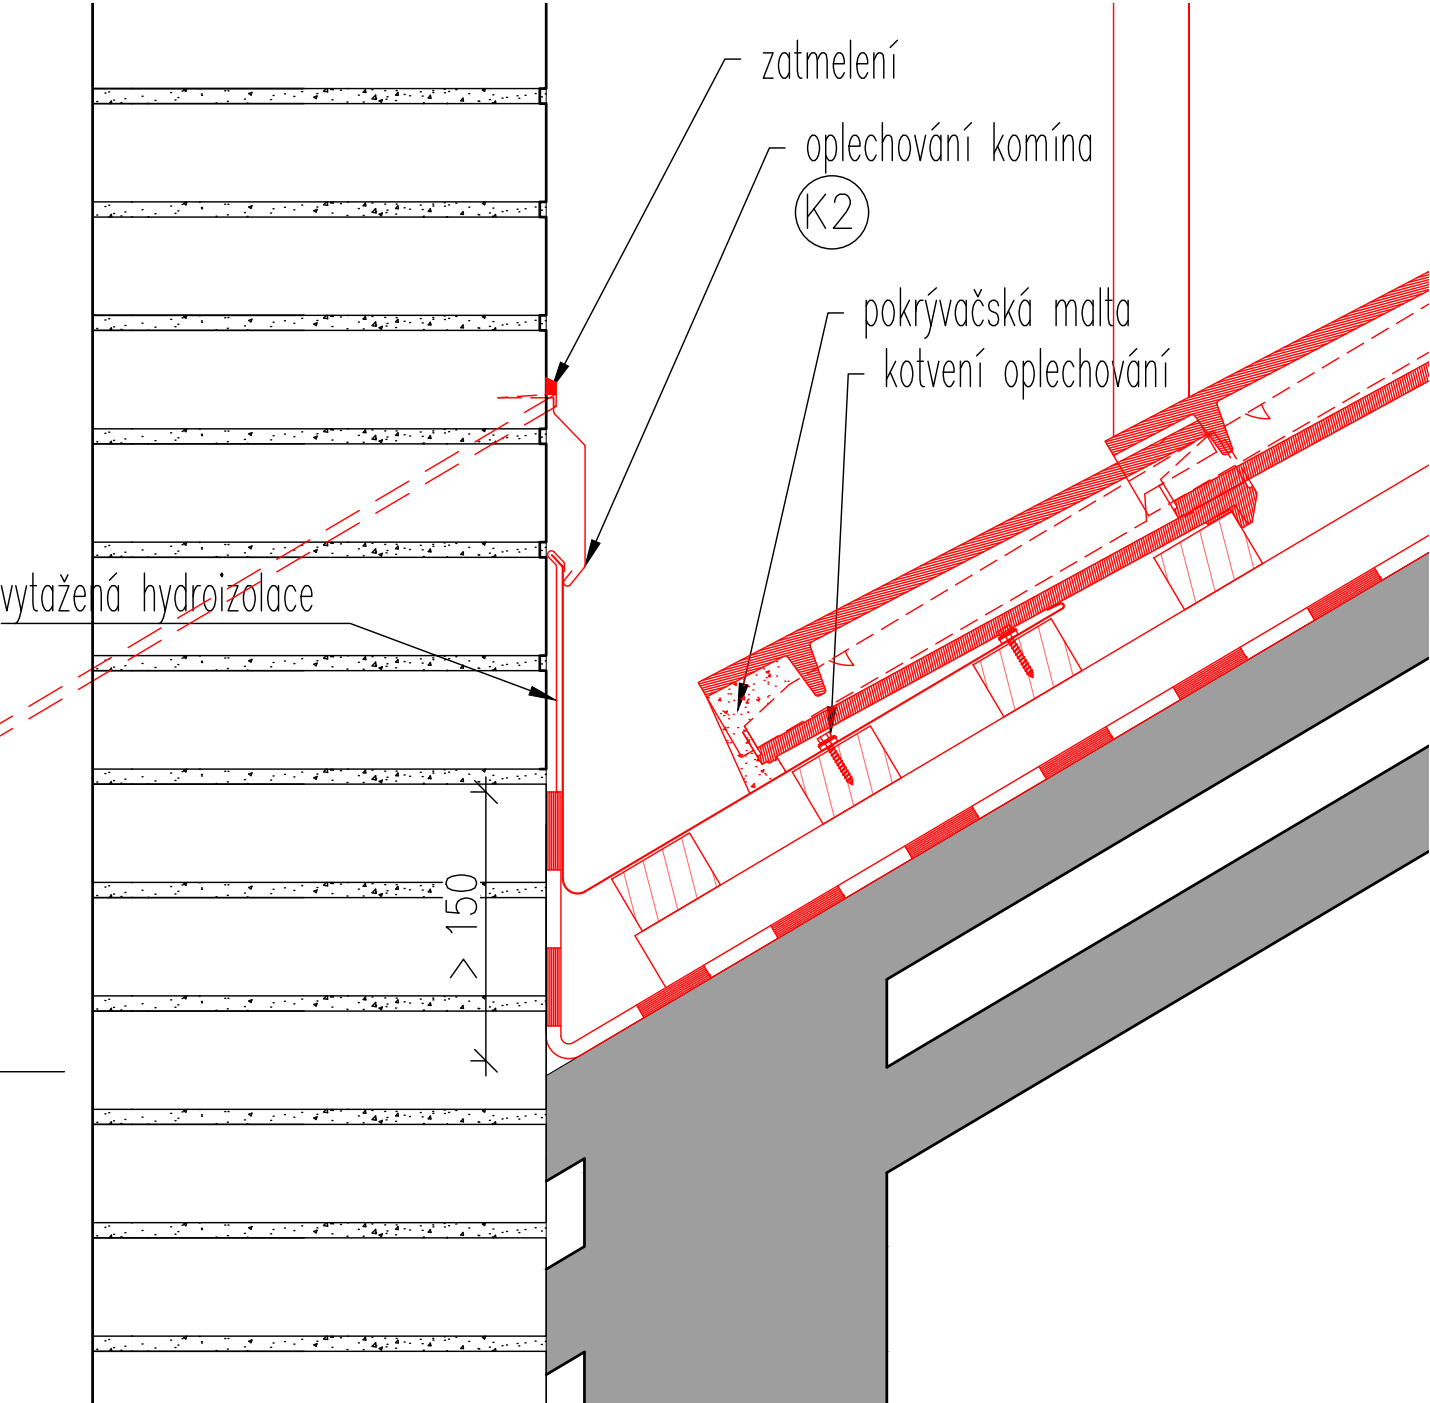 zatmelení
oplechování komína
K2
pokrývačská malta
kotvení oplechování
vytažená hydroizolace
> 150